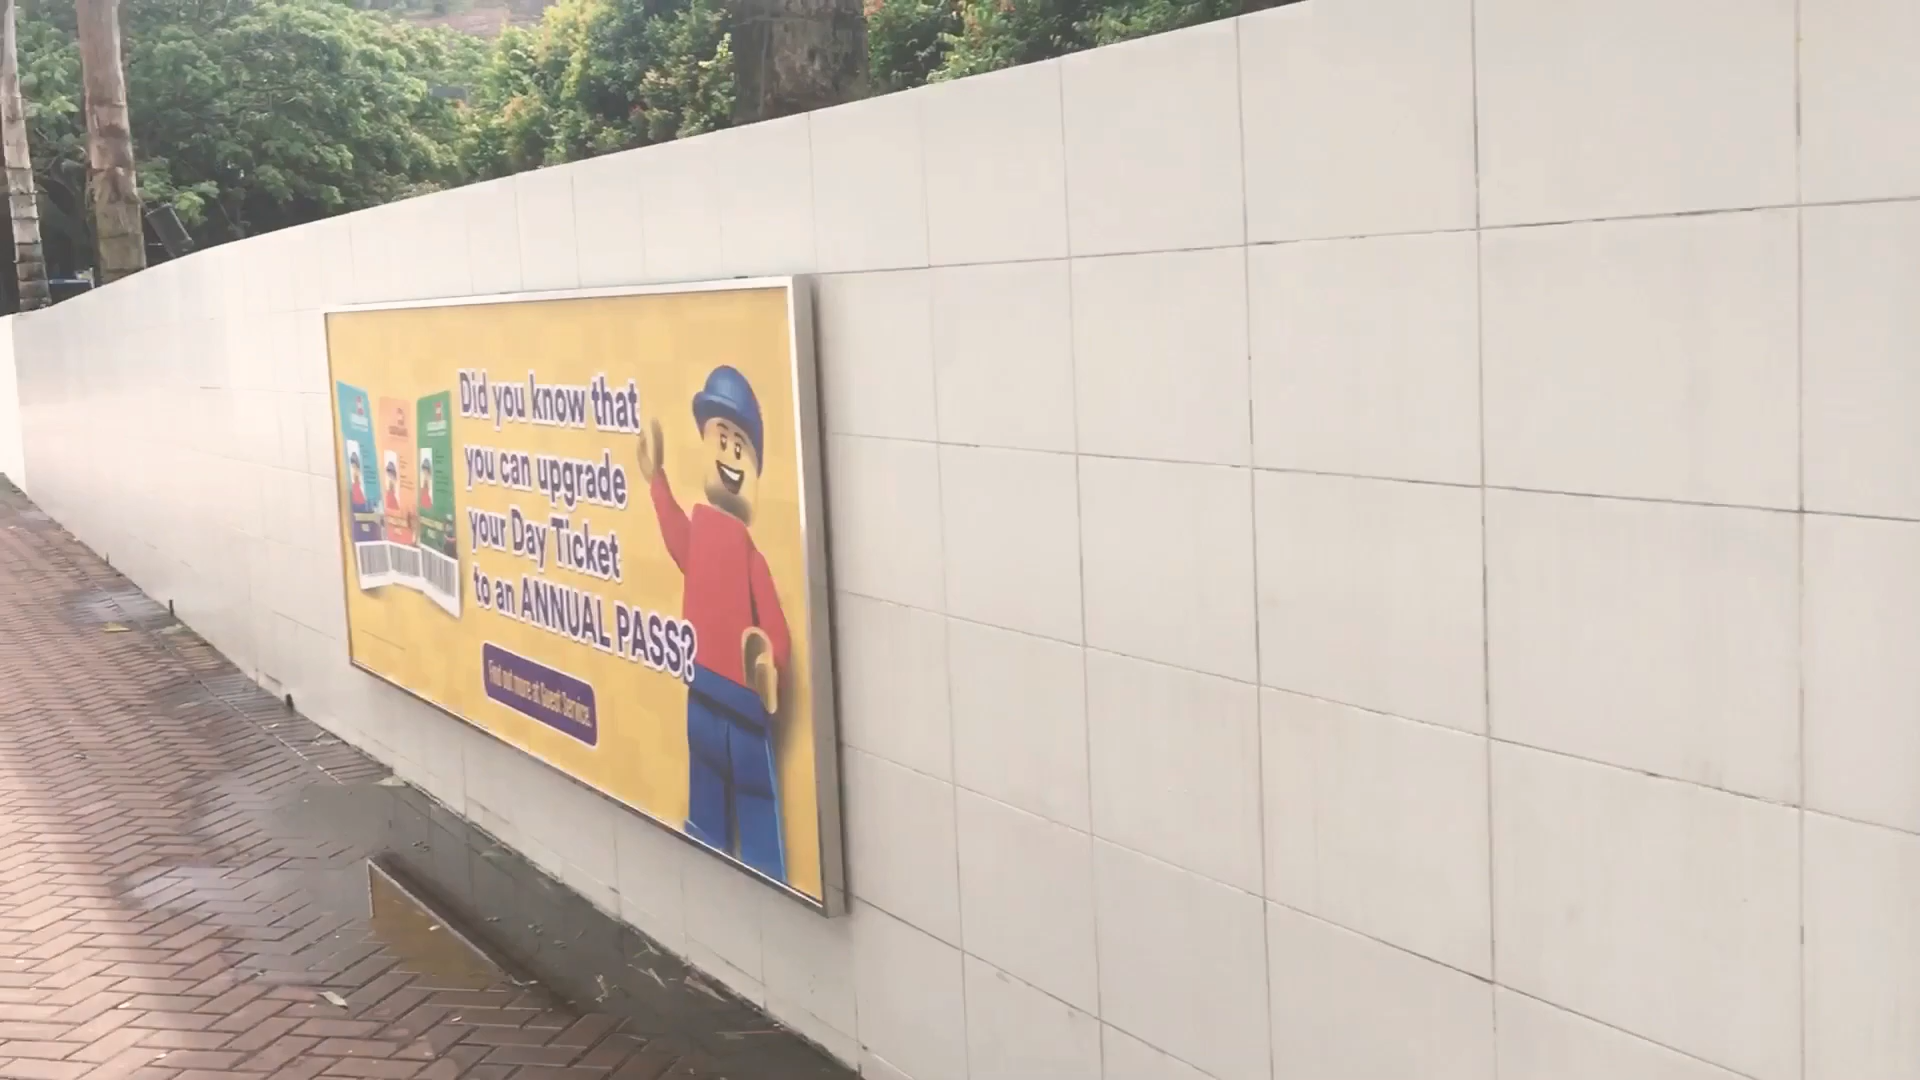 Did you know that
you can upgrade
your Day Ticket
to an ANNUAL PASS?
Find out more at Guest Service.